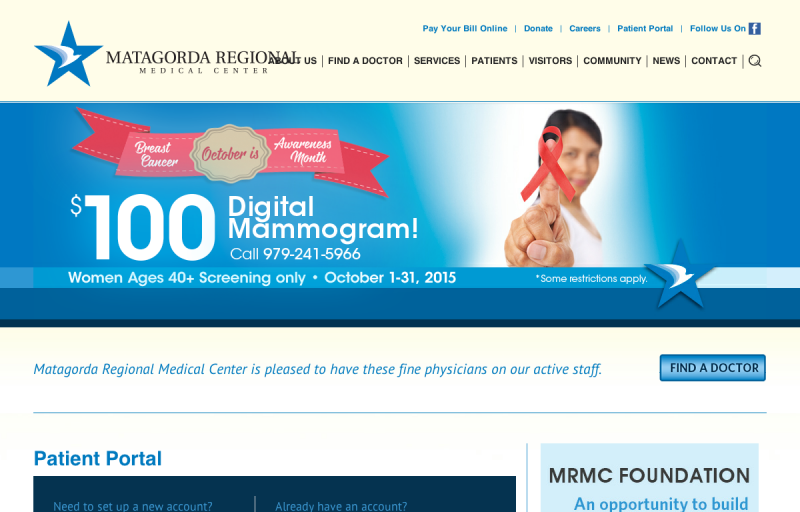 Pay Your Bill Online | Donate | Careers | Patient Portal | Follow Us On
MATAGORDA REGIONAL
MEDICAL CENTER
ABOUT US | FIND A DOCTOR | SERVICES | PATIENTS | VISITORS | COMMUNITY | NEWS | CONTACT |
Breast Cancer
October is
Awareness Month
$100 Digital Mammogram!
Call 979-241-5966
Women Ages 40+ Screening only • October 1-31, 2015
*Some restrictions apply.
Matagorda Regional Medical Center is pleased to have these fine physicians on our active staff.
FIND A DOCTOR
Patient Portal
Need to set up a new account?
Already have an account?
MRMC FOUNDATION
An opportunity to build